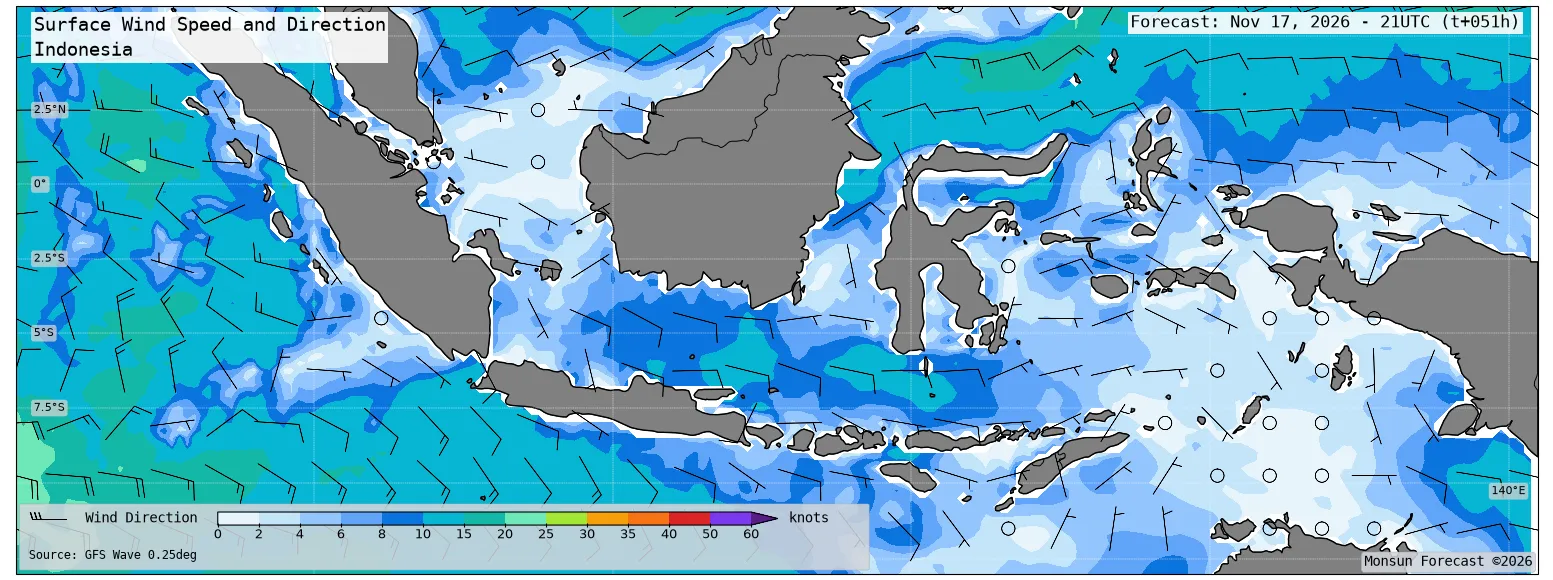 Surface Wind Speed and Direction
Indonesia
Forecast: Nov 17, 2026 - 21UTC (t+051h)
2.5°N
0°
2.5°S
5°S
7.5°S
140°E
Wind Direction
0 2 4 6 8 10 15 20 25 30 35 40 50 60 knots
Source: GFS Wave 0.25deg
Monsun Forecast ©2026